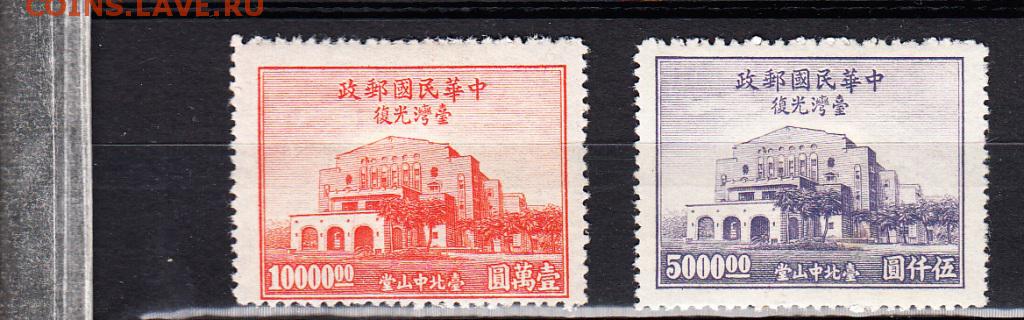 COINS.LAVE.RU
中華民國郵政
臺灣光復
壹萬圓 臺北中山堂 10000.00
中華民國郵政
臺灣光復
伍仟圓 臺北中山堂 5000.00